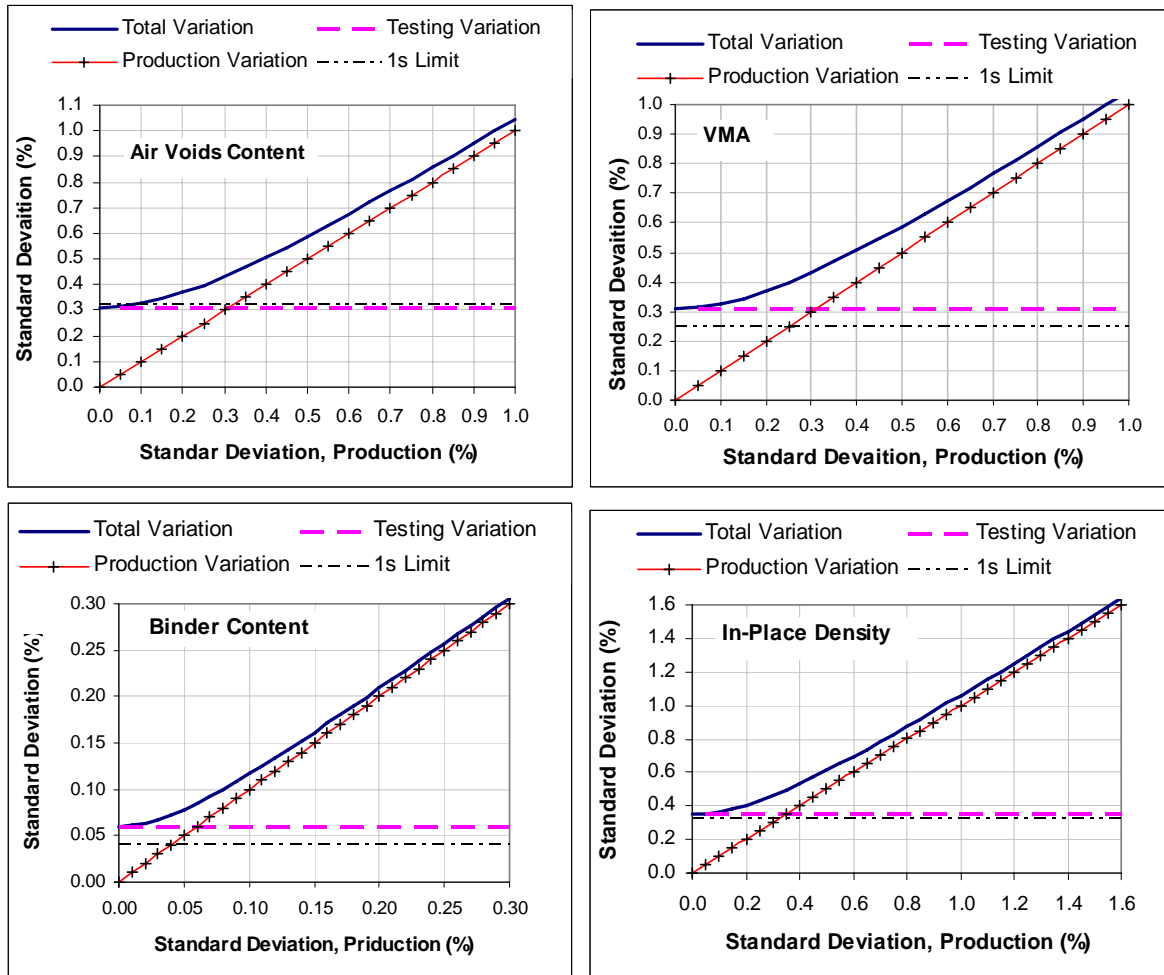 Total Variation Testing Variation
Production Variation 1s Limit
Air Voids Content
Standard Devaition (%)
1.1
1.0
0.9
0.8
0.7
0.6
0.5
0.4
0.3
0.2
0.1
0.0
0.0 0.1 0.2 0.3 0.4 0.5 0.6 0.7 0.8 0.9 1.0
Standar Deviation, Production (%)
Total Variation Testing Variation
Production Variation 1s Limit
VMA
Standard Devaition (%)
1.0
0.9
0.8
0.7
0.6
0.5
0.4
0.3
0.2
0.1
0.0
0.0 0.1 0.2 0.3 0.4 0.5 0.6 0.7 0.8 0.9 1.0
Standard Devaition, Production (%)
Total Variation Testing Variation
Production Variation 1s Limit
Binder Content
Standard Deviation (%)
0.30
0.25
0.20
0.15
0.10
0.05
0.00
0.00 0.05 0.10 0.15 0.20 0.25 0.30
Standard Deviation, Priduction (%)
Total Variation Testing Variation
Production Variation 1s Limit
In-Place Density
Standard Deviation (%)
1.6
1.4
1.2
1.0
0.8
0.6
0.4
0.2
0.0
0.0 0.2 0.4 0.6 0.8 1.0 1.2 1.4 1.6
Standard Deviation, Production (%)